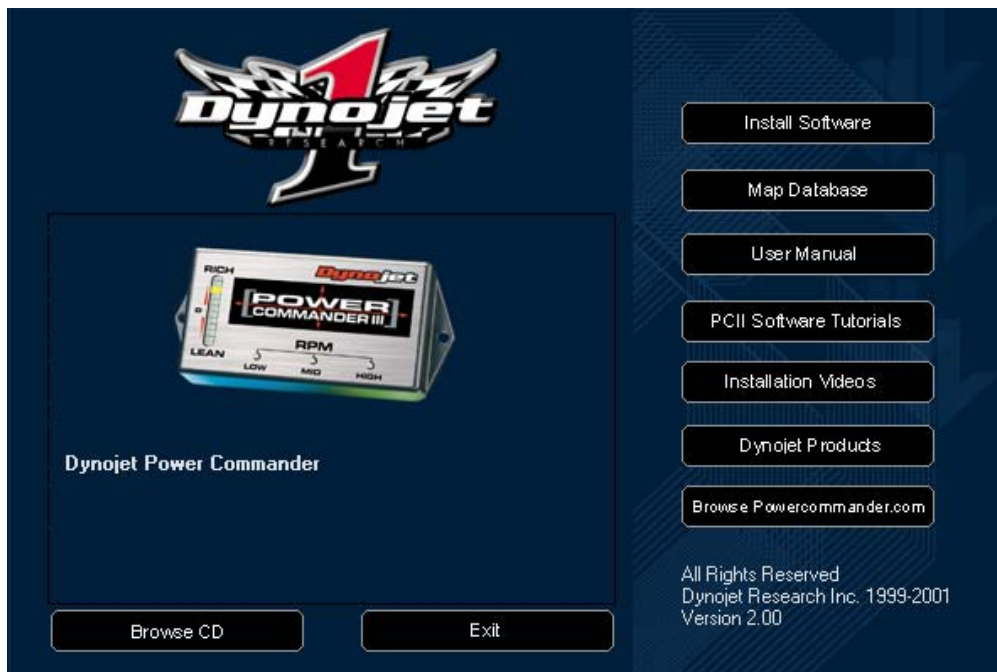 Dynojet
RESEARCH
1
RICH
Dynojet
POWER
COMMANDER III
0
LEAN
RPM
LOW
MID
HIGH
Dynojet Power Commander
Browse CD
Exit
Install Software
Map Database
User Manual
PCII Software Tutorials
Installation Videos
Dynojet Products
Browse Powercommander.com
All Rights Reserved
Dynojet Research Inc. 1999-2001
Version 2.00